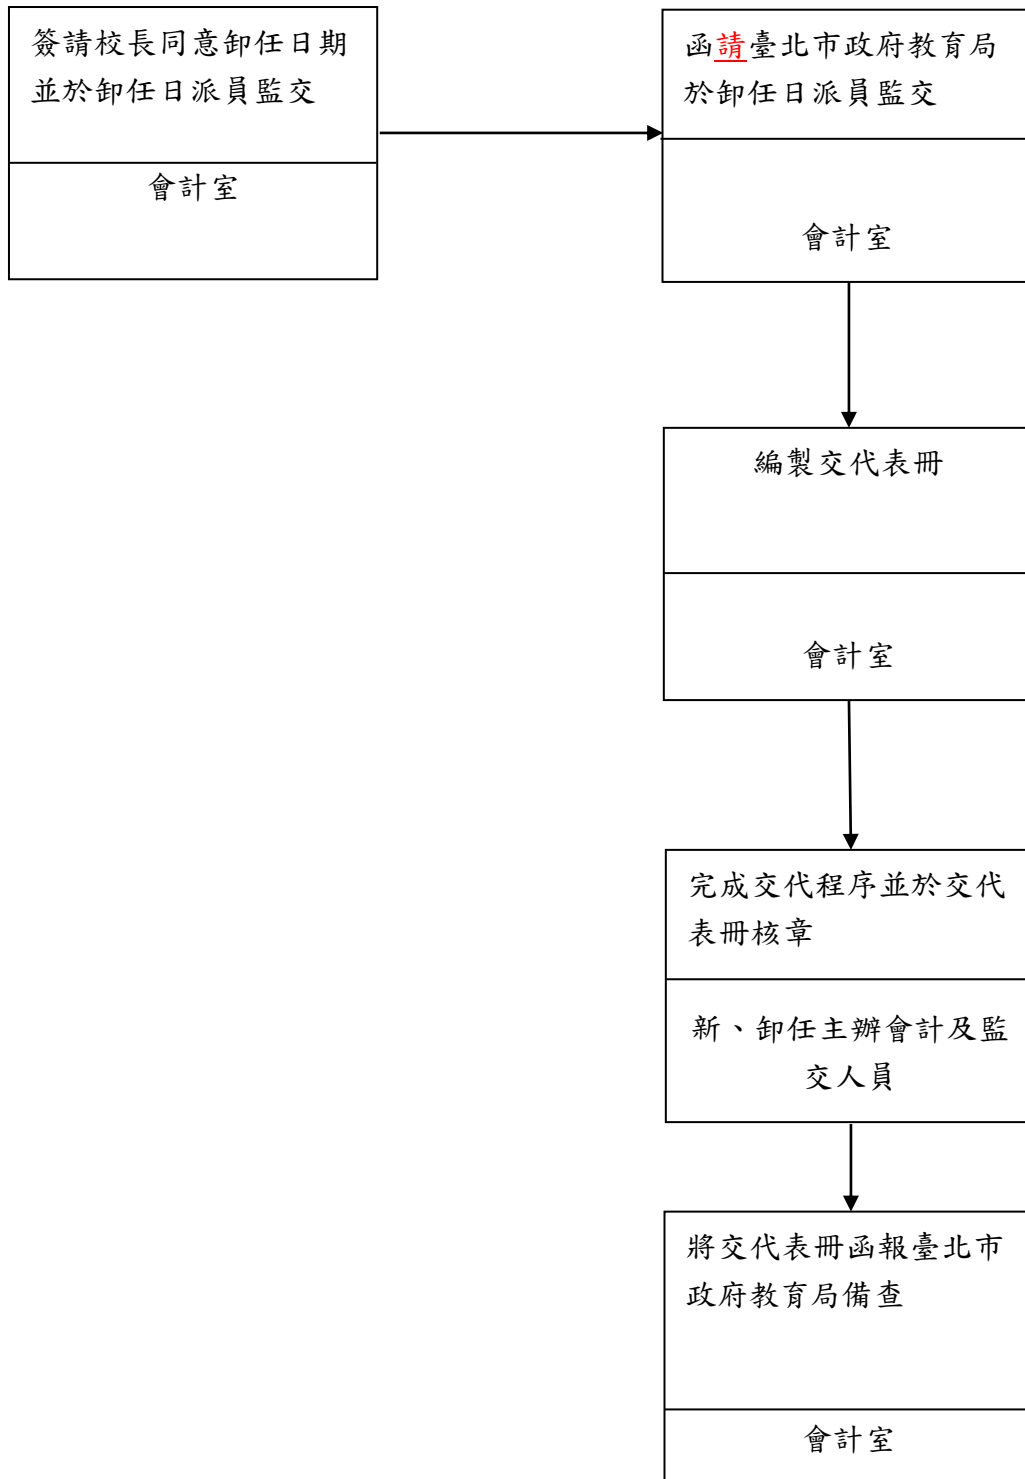 簽請校長同意卸任日期
並於卸任日派員監交
會計室
函請臺北市政府教育局
於卸任日派員監交
會計室
編製交代表冊
會計室
完成交代程序並於交代
表冊核章
新、卸任主辦會計及監
交人員
將交代表冊函報臺北市
政府教育局備查
會計室